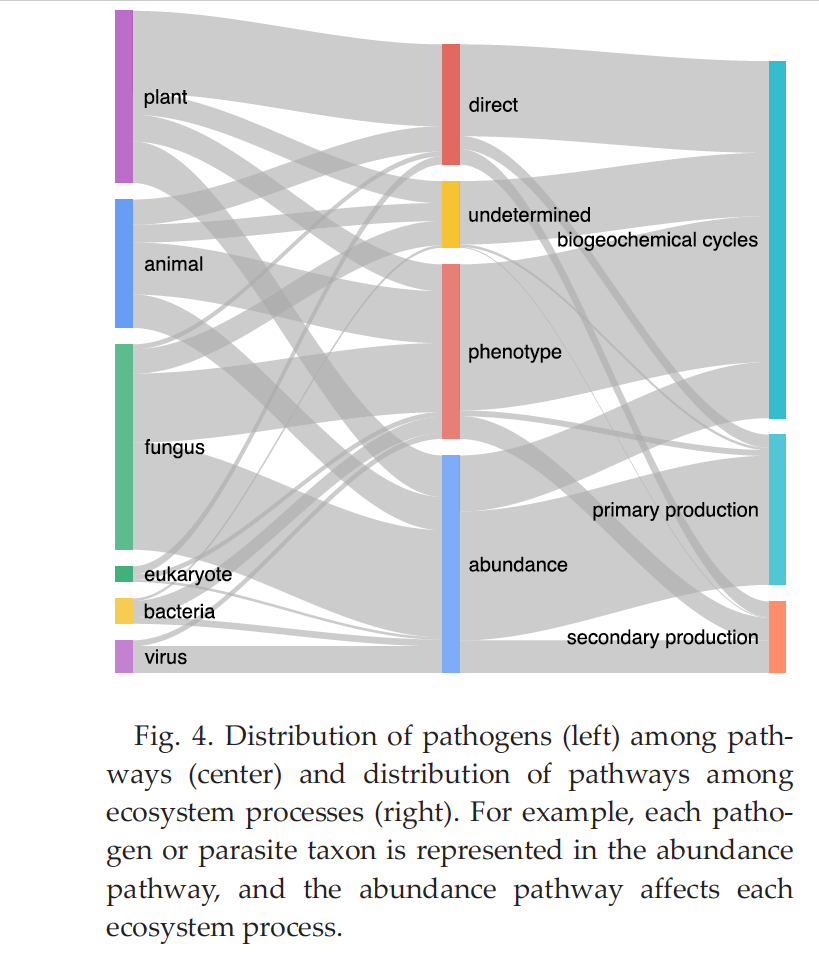 plant
animal
fungus
eukaryote
bacteria
virus
direct
undetermined
phenotype
abundance
biogeochemical cycles
primary production
secondary production
Fig. 4. Distribution of pathogens (left) among path-
ways (center) and distribution of pathways among
ecosystem processes (right). For example, each patho-
gen or parasite taxon is represented in the abundance
pathway, and the abundance pathway affects each
ecosystem process.